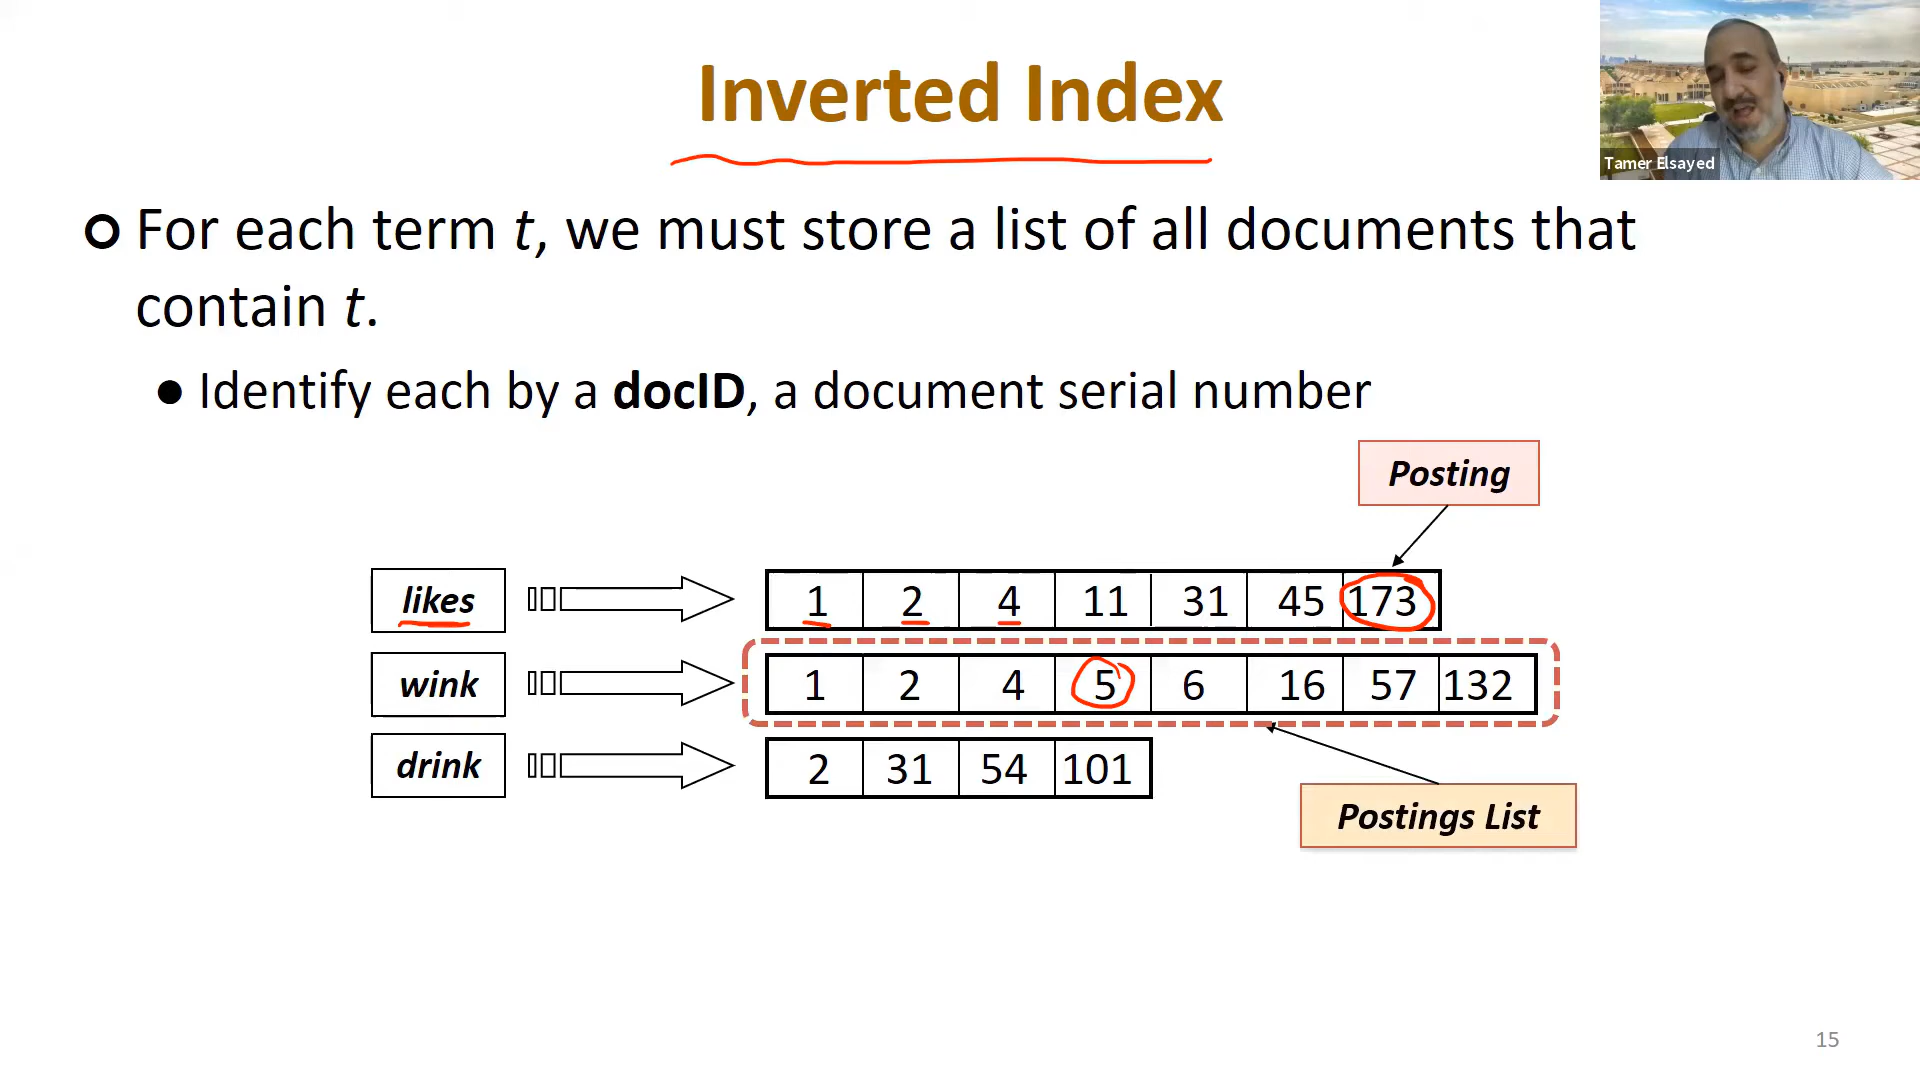 Inverted Index
Tamer Elsayed
For each term t, we must store a list of all documents that
contain t.
Identify each by a docID, a document serial number
Posting
likes 1 2 4 11 31 45 173
wink 1 2 4 5 6 16 57 132
drink 2 31 54 101
Postings List
15